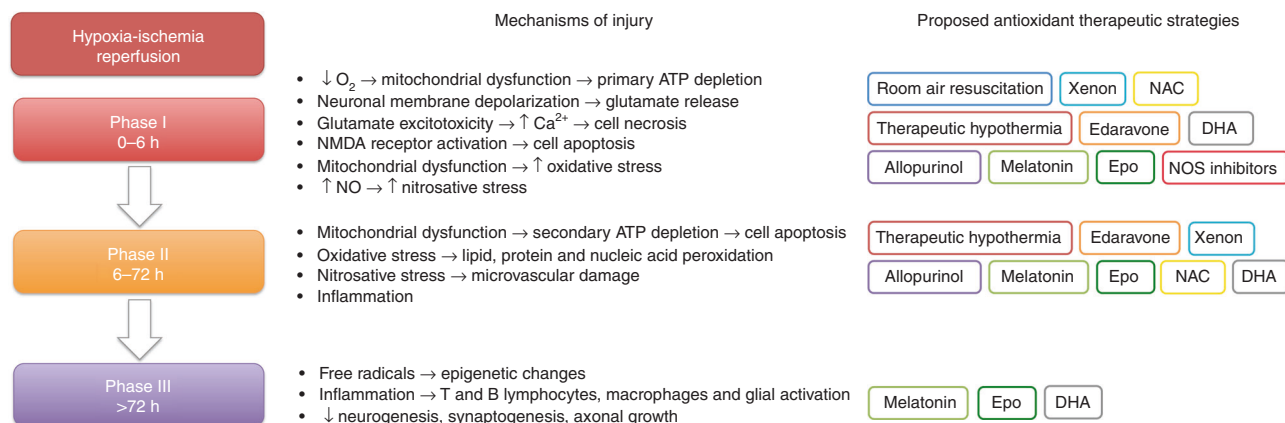 Mechanisms of injury
Proposed antioxidant therapeutic strategies
Hypoxia-ischemia
reperfusion
Phase I
0–6 h
• ↓ O₂ → mitochondrial dysfunction → primary ATP depletion
• Neuronal membrane depolarization → glutamate release
• Glutamate excitotoxicity → ↑ Ca²⁺ → cell necrosis
• NMDA receptor activation → cell apoptosis
• Mitochondrial dysfunction → ↑ oxidative stress
• ↑ NO → ↑ nitrosative stress
Room air resuscitation Xenon NAC
Therapeutic hypothermia Edaravone DHA
Allopurinol Melatonin Epo NOS inhibitors
Phase II
6–72 h
• Mitochondrial dysfunction → secondary ATP depletion → cell apoptosis
• Oxidative stress → lipid, protein and nucleic acid peroxidation
• Nitrosative stress → microvascular damage
• Inflammation
Therapeutic hypothermia Edaravone Xenon
Allopurinol Melatonin Epo NAC DHA
Phase III
>72 h
• Free radicals → epigenetic changes
• Inflammation → T and B lymphocytes, macrophages and glial activation
• ↓ neurogenesis, synaptogenesis, axonal growth
Melatonin Epo DHA